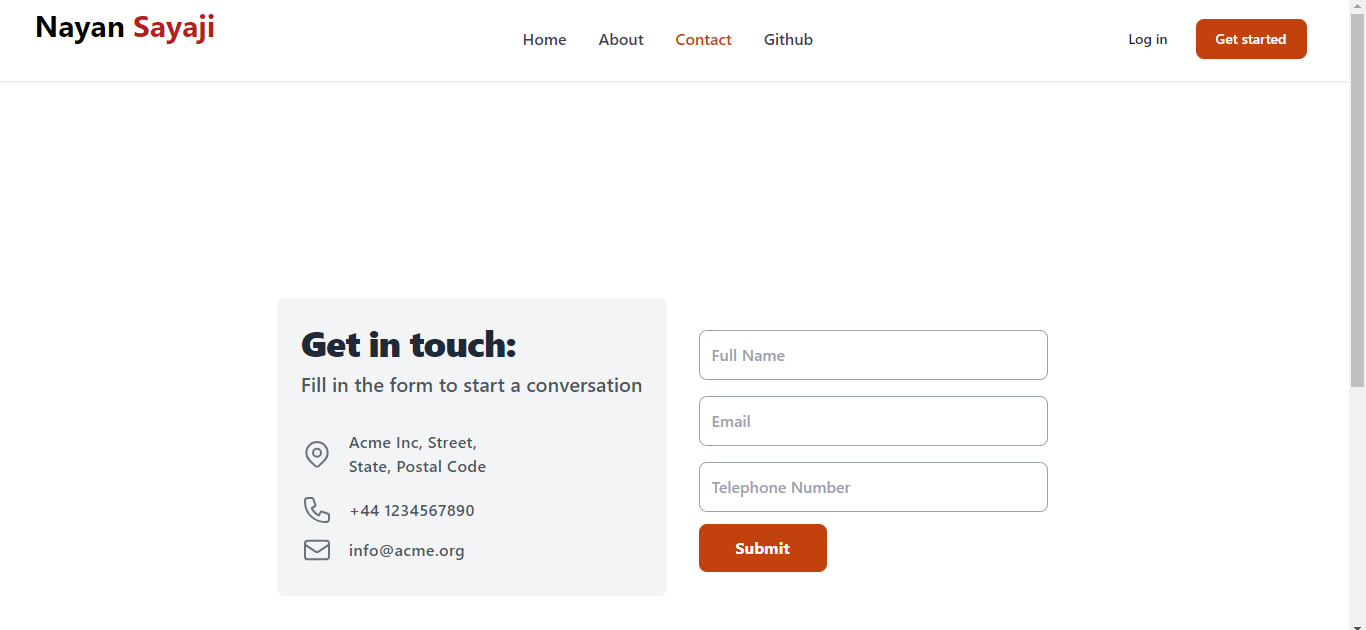 Nayan Sayaji
Home About Contact Github
Log in
Get started
Get in touch:
Fill in the form to start a conversation
Acme Inc, Street,
State, Postal Code
+44 1234567890
info@acme.org
Full Name
Email
Telephone Number
Submit